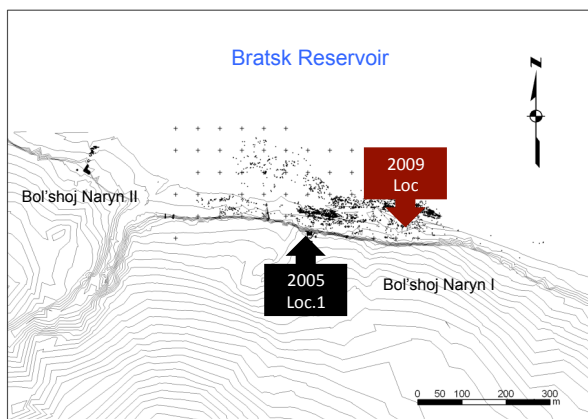 Bratsk Reservoir
N
2009
Loc
Bol'shoj Naryn II
2005
Loc.1
Bol'shoj Naryn I
0 50 100 200 300
m